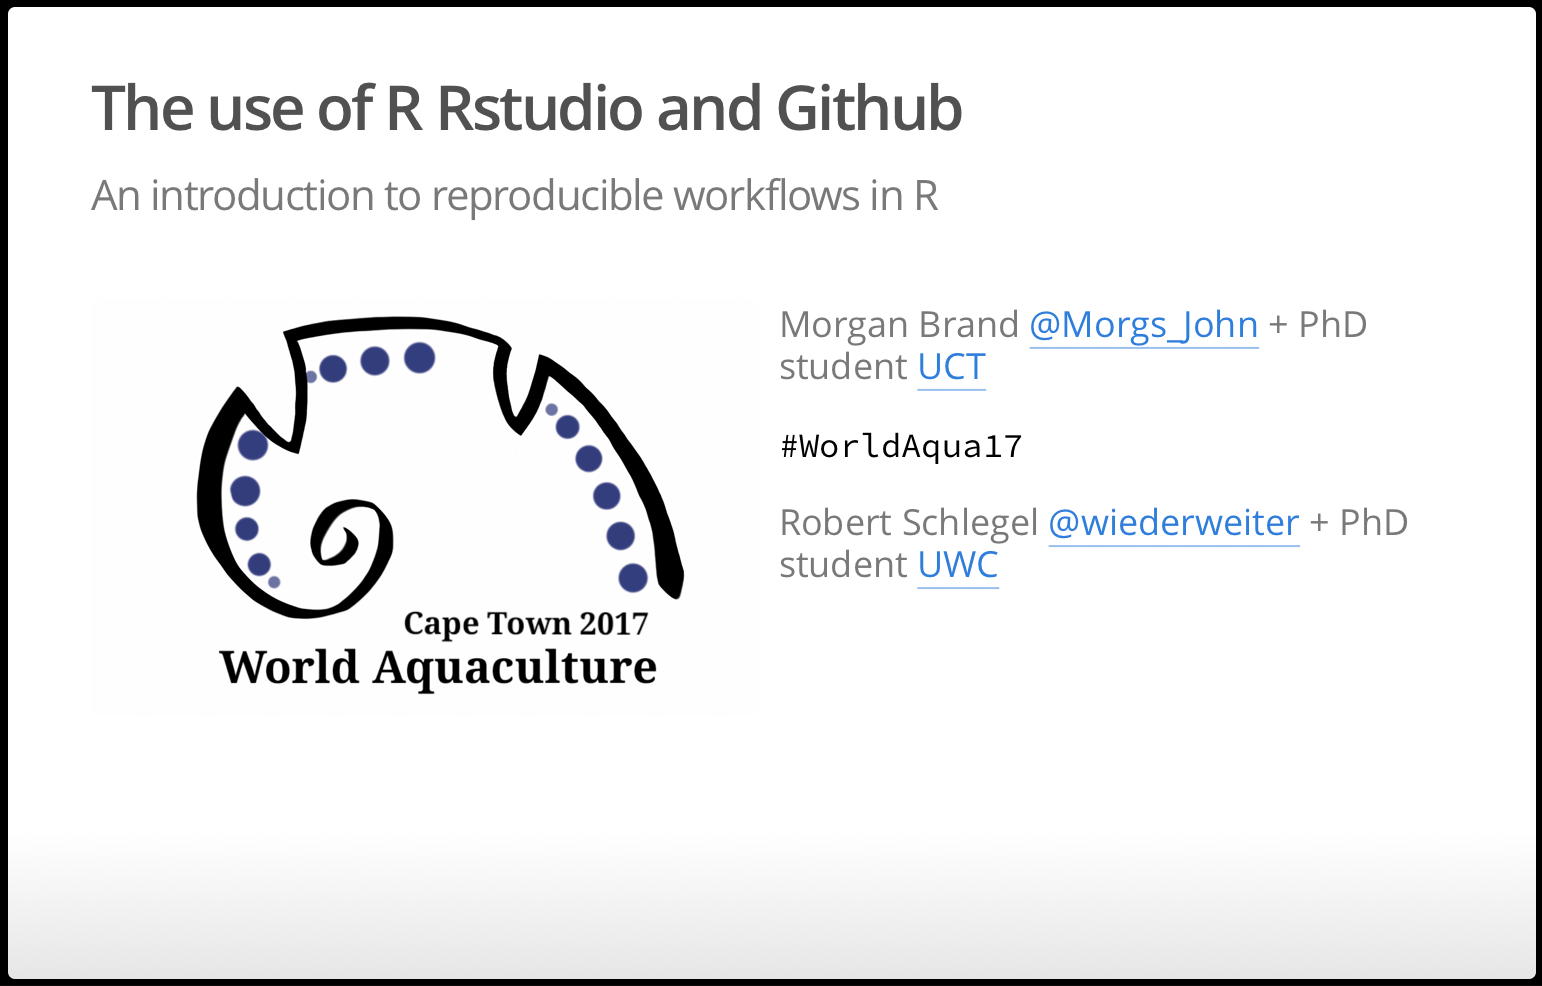 The use of R Rstudio and Github
An introduction to reproducible workflows in R
Cape Town 2017
World Aquaculture
Morgan Brand @Morgs_John + PhD
student UCT
#WorldAqua17
Robert Schlegel @wiederweiter + PhD
student UWC